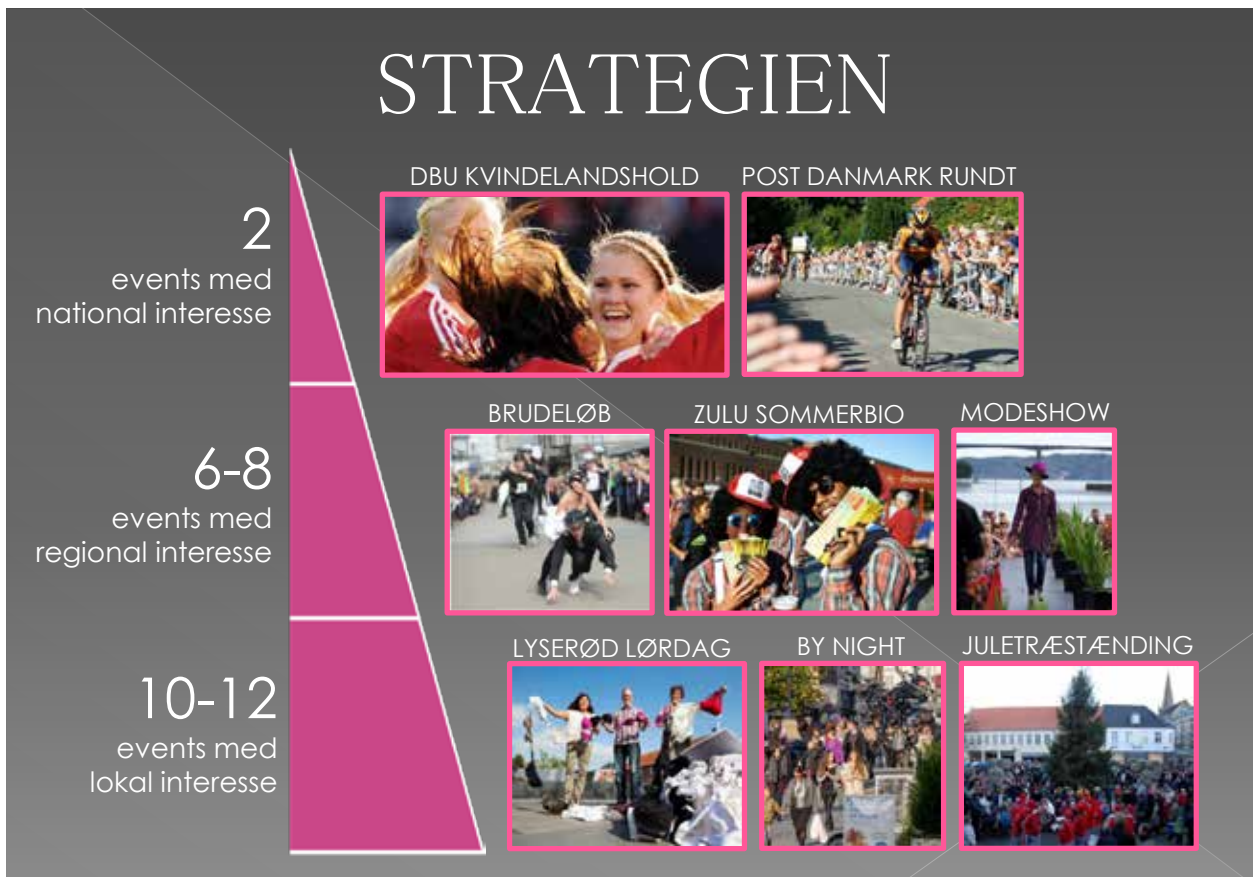 STRATEGIEN
2
events med
national interesse
DBU KVINDELANDSHOLD
POST DANMARK RUNDT
6-8
events med
regional interesse
BRUDELØB
ZULU SOMMERBIO
MODESHOW
10-12
events med
lokal interesse
LYSERØD LØRDAG
BY NIGHT
JULETRÆSTÆNDING